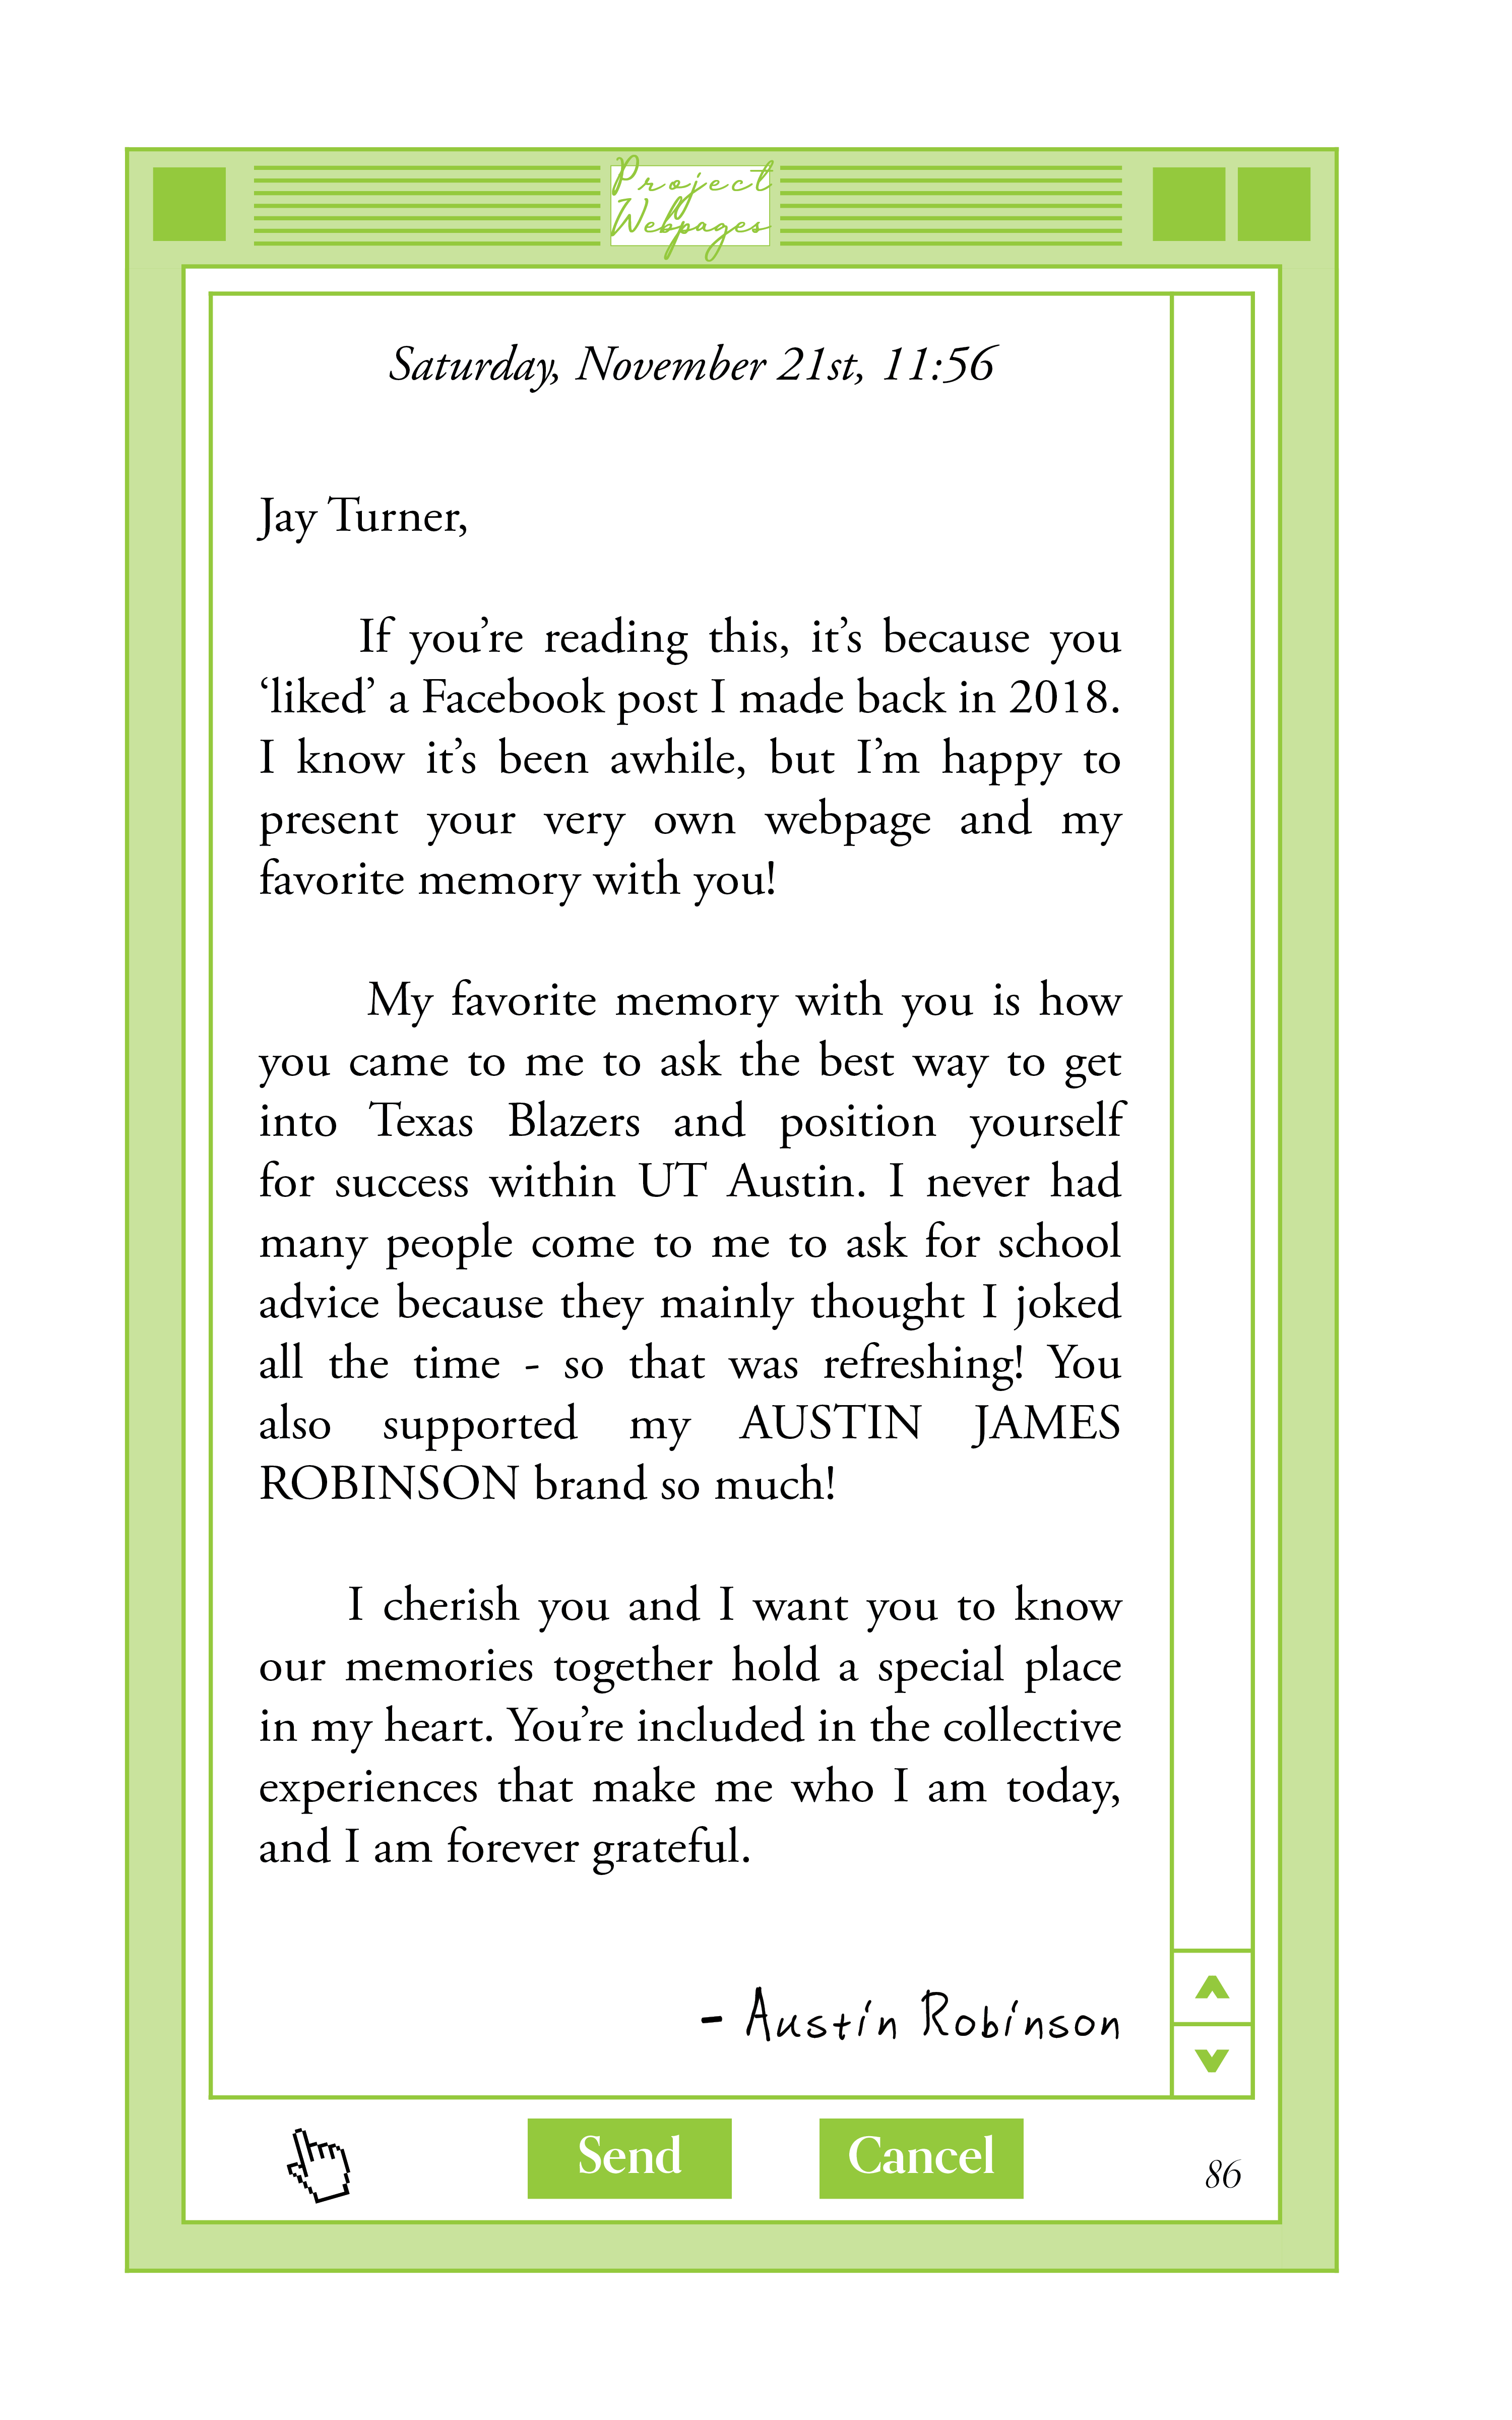 Project
Webpages
Saturday, November 21st, 11:56
Jay Turner,
If you’re reading this, it’s because you
‘liked’ a Facebook post I made back in 2018.
I know it’s been awhile, but I’m happy to
present your very own webpage and my
favorite memory with you!
My favorite memory with you is how
you came to me to ask the best way to get
into Texas Blazers and position yourself
for success within UT Austin. I never had
many people come to me to ask for school
advice because they mainly thought I joked
all the time - so that was refreshing! You
also supported my AUSTIN JAMES
ROBINSON brand so much!
I cherish you and I want you to know
our memories together hold a special place
in my heart. You’re included in the collective
experiences that make me who I am today,
and I am forever grateful.
- Austin Robinson
Send Cancel
86